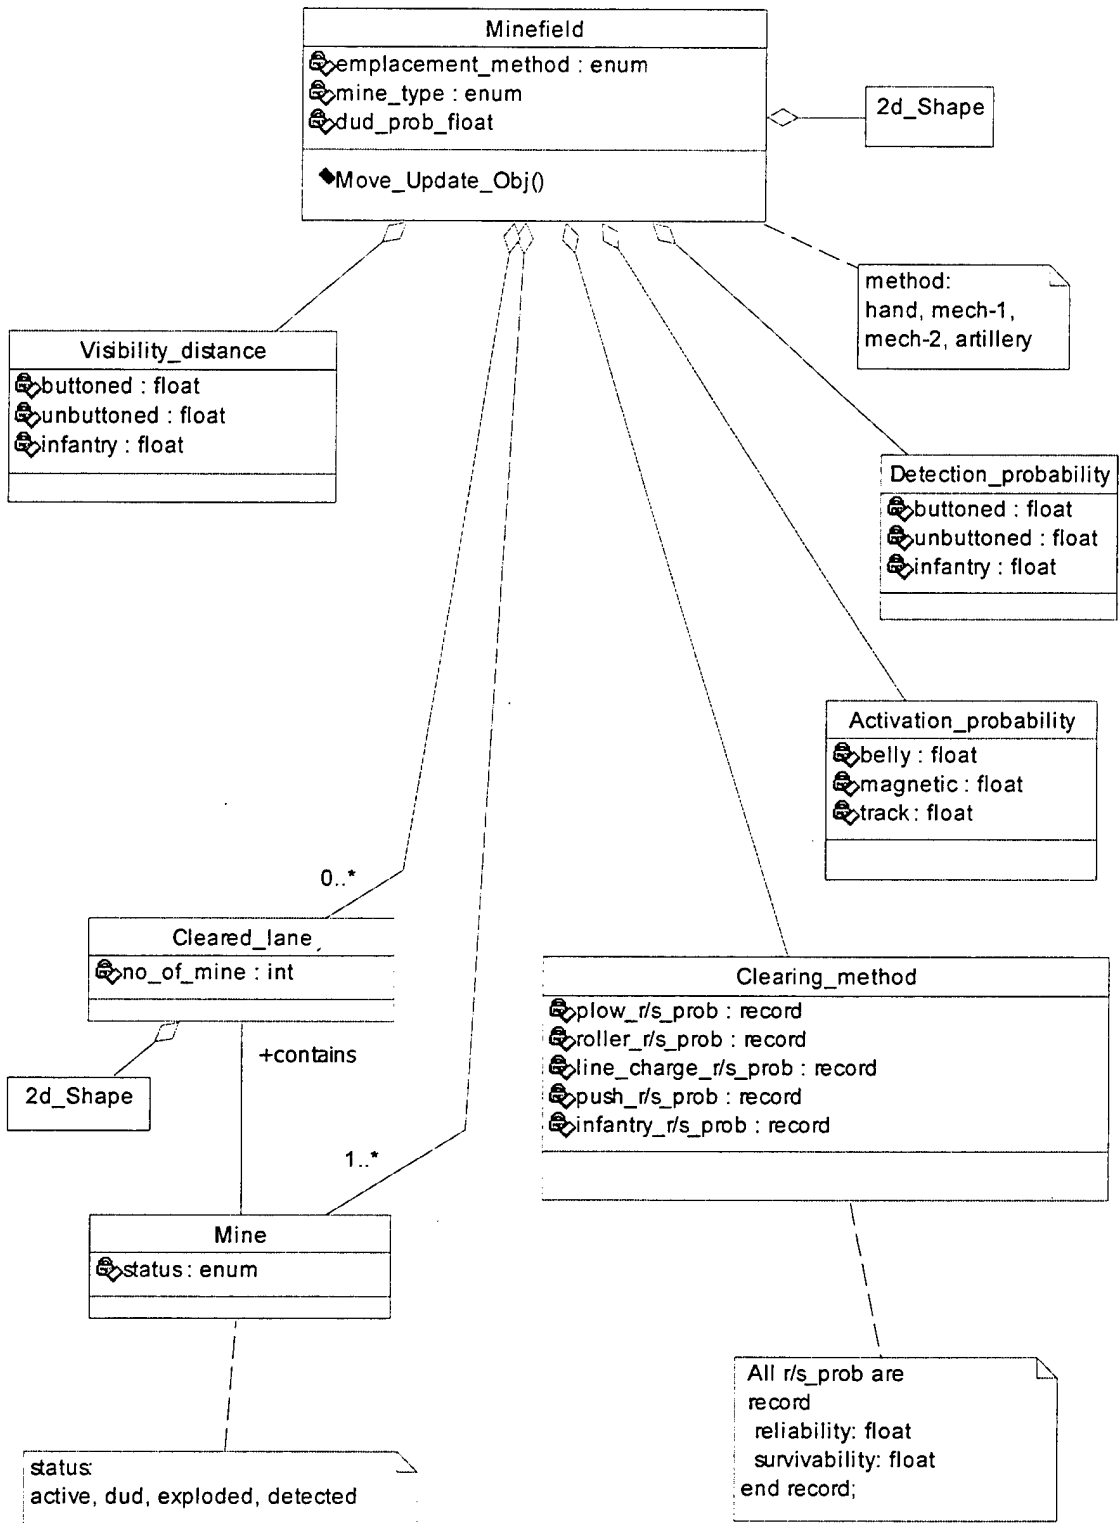 Minefield
emplacement_method : enum
mine_type : enum
dud_prob_float
Move_Update_Obj()
2d_Shape
method:
hand, mech-1,
mech-2, artillery
Visibility_distance
buttoned : float
unbuttoned : float
infantry : float
Detection_probability
buttoned : float
unbuttoned : float
infantry : float
Activation_probability
belly : float
magnetic : float
track : float
0..*
Cleared_lane
no_of_mine : int
+contains
2d_Shape
Clearing_method
plow_r/s_prob : record
roller_r/s_prob : record
line_charge_r/s_prob : record
push_r/s_prob : record
infantry_r/s_prob : record
1..*
Mine
status : enum
All r/s_prob are
record
reliability: float
survivability: float
end record;
status:
active, dud, exploded, detected